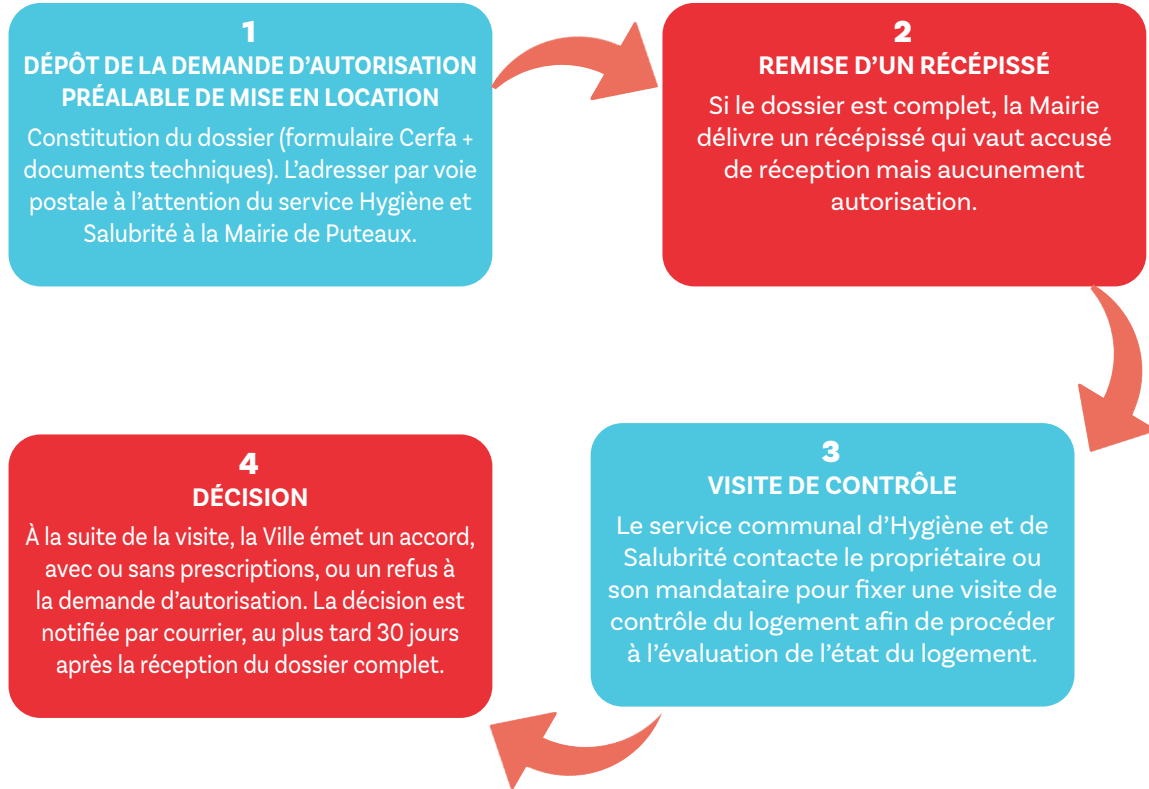 1
DÉPÔT DE LA DEMANDE D'AUTORISATION
PRÉALABLE DE MISE EN LOCATION
Constitution du dossier (formulaire Cerfa +
documents techniques). L'adresser par voie
postale à l'attention du service Hygiène et
Salubrité à la Mairie de Puteaux.
2
REMISE D'UN RÉCÉPISSÉ
Si le dossier est complet, la Mairie
délivre un récépissé qui vaut accusé
de réception mais aucunement
autorisation.
3
VISITE DE CONTRÔLE
Le service communal d'Hygiène et de
Salubrité contacte le propriétaire ou
son mandataire pour fixer une visite de
contrôle du logement afin de procéder
à l'évaluation de l'état du logement.
4
DÉCISION
À la suite de la visite, la Ville émet un accord,
avec ou sans prescriptions, ou un refus à
la demande d'autorisation. La décision est
notifiée par courrier, au plus tard 30 jours
après la réception du dossier complet.